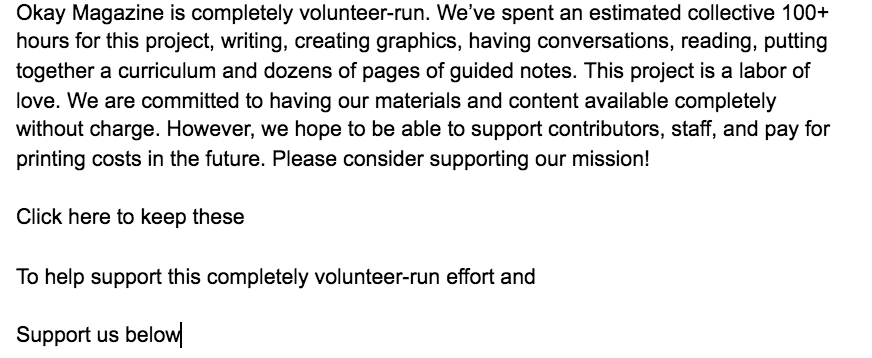 Okay Magazine is completely volunteer-run. We’ve spent an estimated collective 100+
hours for this project, writing, creating graphics, having conversations, reading, putting
together a curriculum and dozens of pages of guided notes. This project is a labor of
love. We are committed to having our materials and content available completely
without charge. However, we hope to be able to support contributors, staff, and pay for
printing costs in the future. Please consider supporting our mission!
Click here to keep these
To help support this completely volunteer-run effort and
Support us below